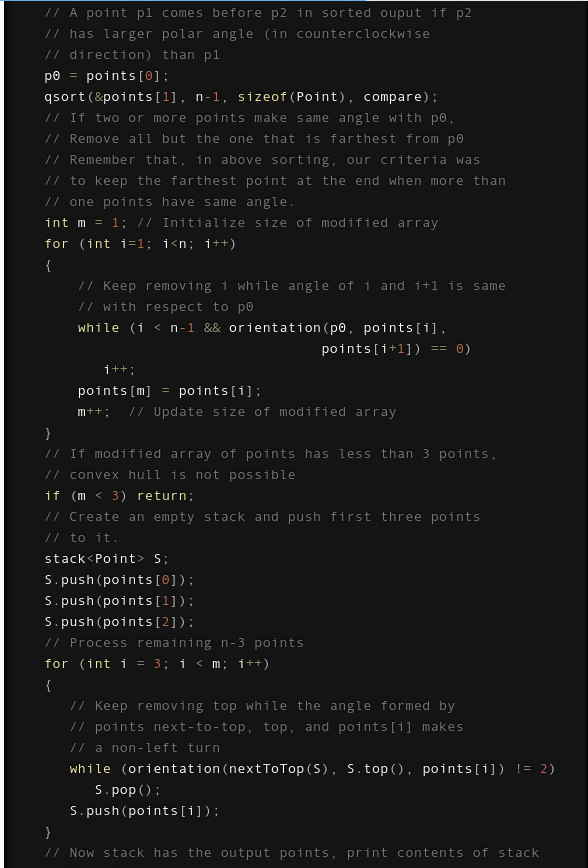 // A point p1 comes before p2 in sorted ouput if p2
// has larger polar angle (in counterclockwise
// direction) than p1
p0 = points[0];
qsort(&points[1], n-1, sizeof(Point), compare);
// If two or more points make same angle with p0,
// Remove all but the one that is farthest from p0
// Remember that, in above sorting, our criteria was
// to keep the farthest point at the end when more than
// one points have same angle.
int m = 1; // Initialize size of modified array
for (int i=1; i<n; i++)
{
// Keep removing i while angle of i and i+1 is same
// with respect to p0
while (i < n-1 && orientation(p0, points[i],
points[i+1]) == 0)
i++;
points[m] = points[i];
m++;  // Update size of modified array
}
// If modified array of points has less than 3 points,
// convex hull is not possible
if (m < 3) return;
// Create an empty stack and push first three points
// to it.
stack<Point> S;
S.push(points[0]);
S.push(points[1]);
S.push(points[2]);
// Process remaining n-3 points
for (int i = 3; i < m; i++)
{
// Keep removing top while the angle formed by
// points next-to-top, top, and points[i] makes
// a non-left turn
while (orientation(nextToTop(S), S.top(), points[i]) != 2)
S.pop();
S.push(points[i]);
}
// Now stack has the output points, print contents of stack